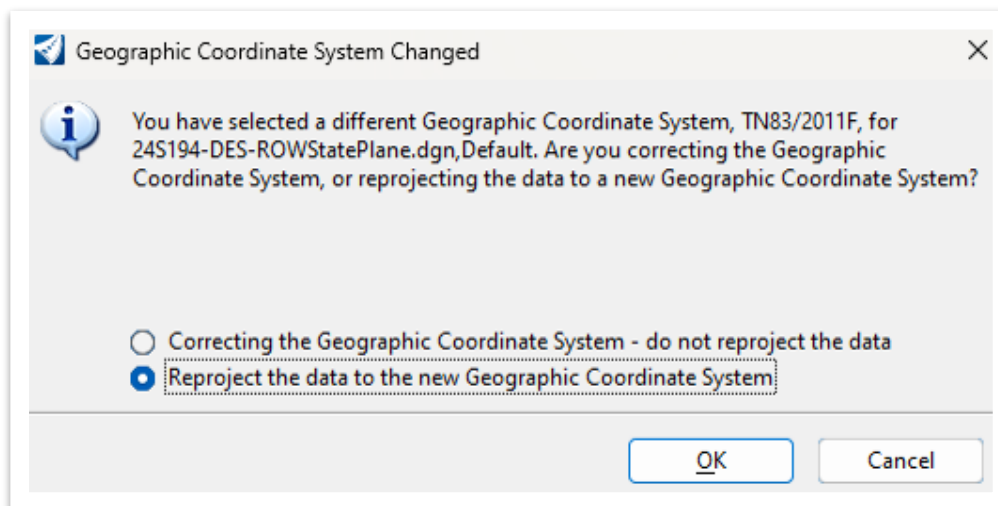 Geographic Coordinate System Changed
You have selected a different Geographic Coordinate System, TN83/2011F, for
24S194-DES-ROWStatePlane.dgn,Default. Are you correcting the Geographic
Coordinate System, or reprojecting the data to a new Geographic Coordinate System?
Correcting the Geographic Coordinate System - do not reproject the data
Reproject the data to the new Geographic Coordinate System
OK
Cancel